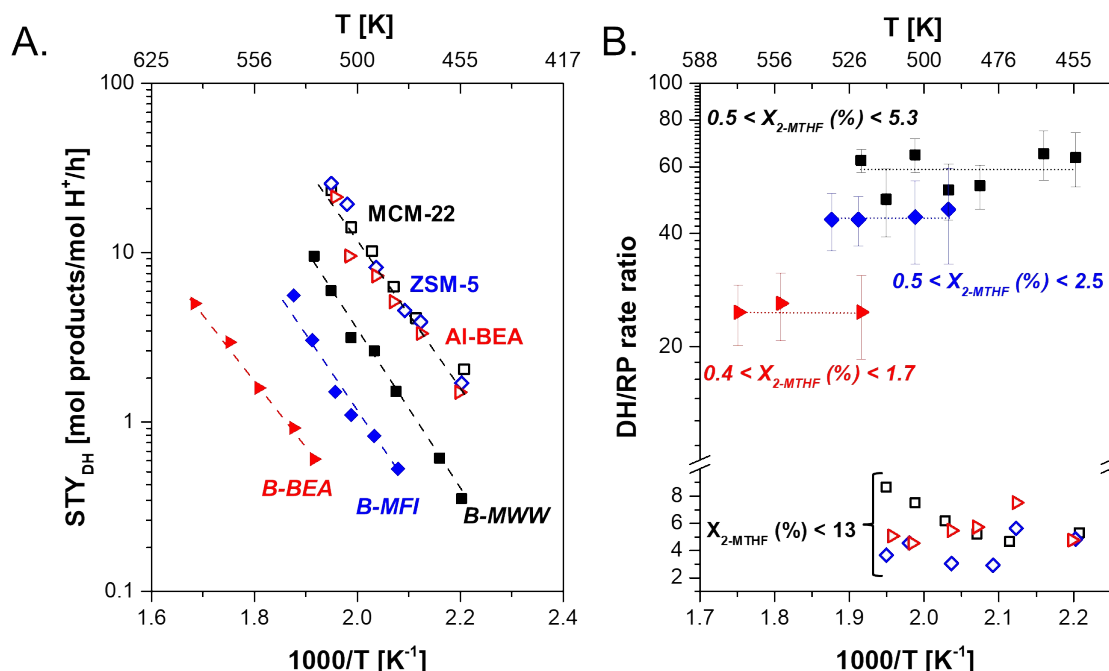 A.
T [K]
625 556 500 455 417
100
10
1
0.1
STY_DH [mol products/mol H⁺/h]
MCM-22
ZSM-5
Al-BEA
B-BEA
B-MFI
B-MWW
1.6 1.8 2.0 2.2 2.4
1000/T [K⁻¹]
B.
T [K]
588 556 526 500 476 455
100
80
60
40
20
8
6
4
2
DH/RP rate ratio
0.5 < X_2-MTHF (%) < 5.3
0.5 < X_2-MTHF (%) < 2.5
0.4 < X_2-MTHF (%) < 1.7
X_2-MTHF (%) < 13
1.7 1.8 1.9 2.0 2.1 2.2
1000/T [K⁻¹]